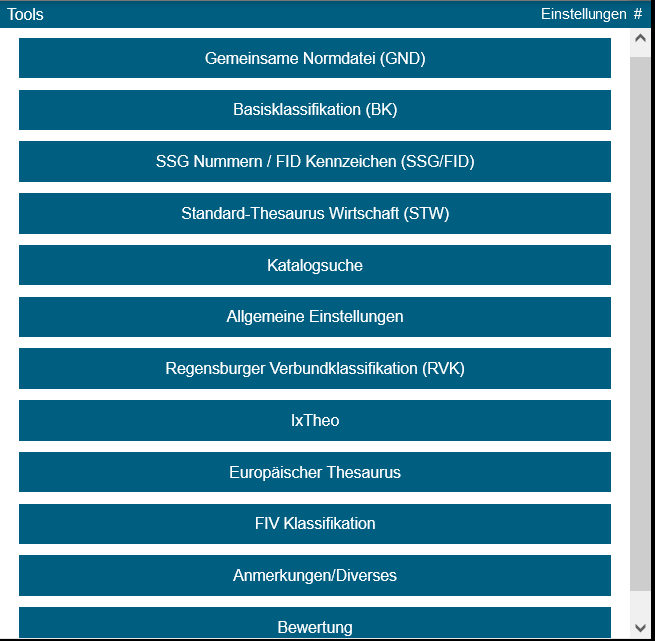 Tools
Einstellungen #
Gemeinsame Normdatei (GND)
Basisklassifikation (BK)
SSG Nummern / FID Kennzeichen (SSG/FID)
Standard-Thesaurus Wirtschaft (STW)
Katalogsuche
Allgemeine Einstellungen
Regensburger Verbundklassifikation (RVK)
IxTheo
Europäischer Thesaurus
FIV Klassifikation
Anmerkungen/Diverses
Bewertung